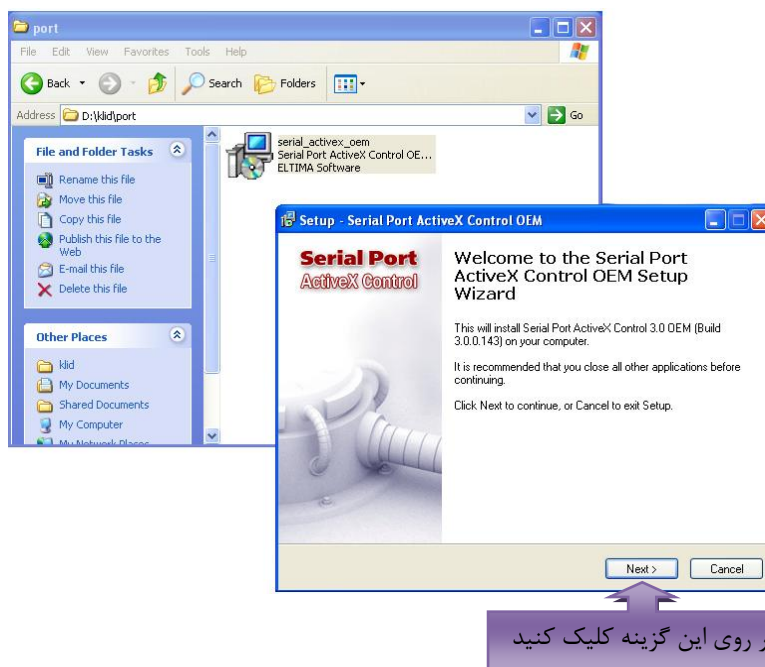 port
File Edit View Favorites Tools Help
Back Search Folders
Address D:\klid\port Go
File and Folder Tasks
Rename this file
Move this file
Copy this file
Publish this file to the
Web
E-mail this file
Delete this file
Other Places
klid
My Documents
Shared Documents
My Computer
My Network Places
serial_activex_oem
Serial Port ActiveX Control OE...
ELTIMA Software
Setup - Serial Port ActiveX Control OEM
Serial Port
ActiveX Control
Welcome to the Serial Port
ActiveX Control OEM Setup
Wizard
This will install Serial Port ActiveX Control 3.0 OEM (Build
3.0.0.143) on your computer.
It is recommended that you close all other applications before
continuing.
Click Next to continue, or Cancel to exit Setup.
Next > Cancel
روی این گزینه کلیک کنید